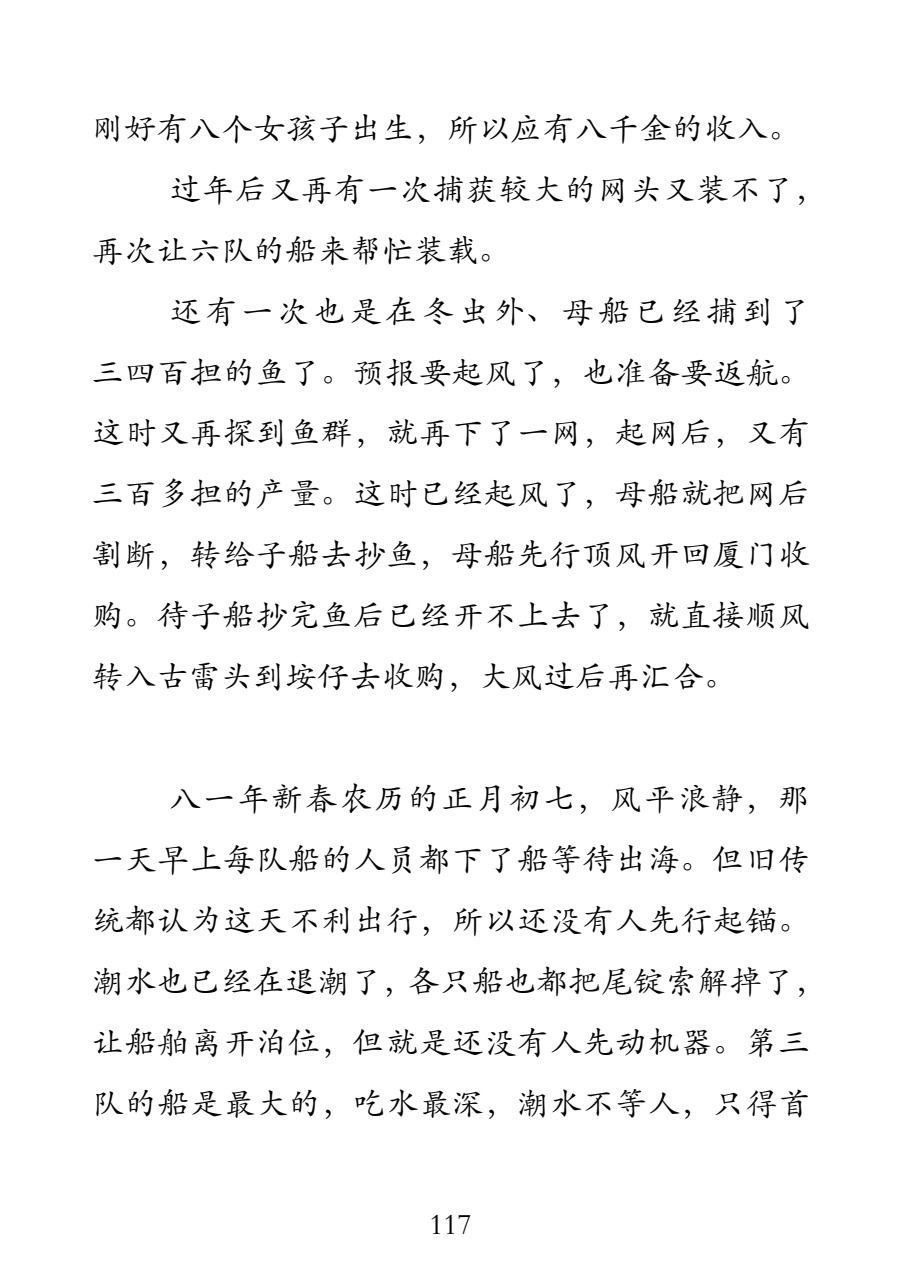 刚好有八个女孩子出生，所以应有八千金的收入。
过年后又再有一次捕获较大的网头又装不了，
再次让六队的船来帮忙装载。
还有一次也是在冬虫外、母船已经捕到了
三四百担的鱼了。预报要起风了，也准备要返航。
这时又再探到鱼群，就再下了一网，起网后，又有
三百多担的产量。这时已经起风了，母船就把网后
割断，转给子船去抄鱼，母船先行顶风开回厦门收
购。待子船抄完鱼后已经开不上去了，就直接顺风
转入古雷头到垵仔去收购，大风过后再汇合。
八一年新春农历的正月初七，风平浪静，那
一天早上每队船的人员都下了船等待出海。但旧传
统都认为这天不利出行，所以还没有人先行起锚。
潮水也已经在退潮了，各只船也都把尾锭索解掉了，
让船舶离开泊位，但就是还没有人先动机器。第三
队的船是最大的，吃水最深，潮水不等人，只得首
117